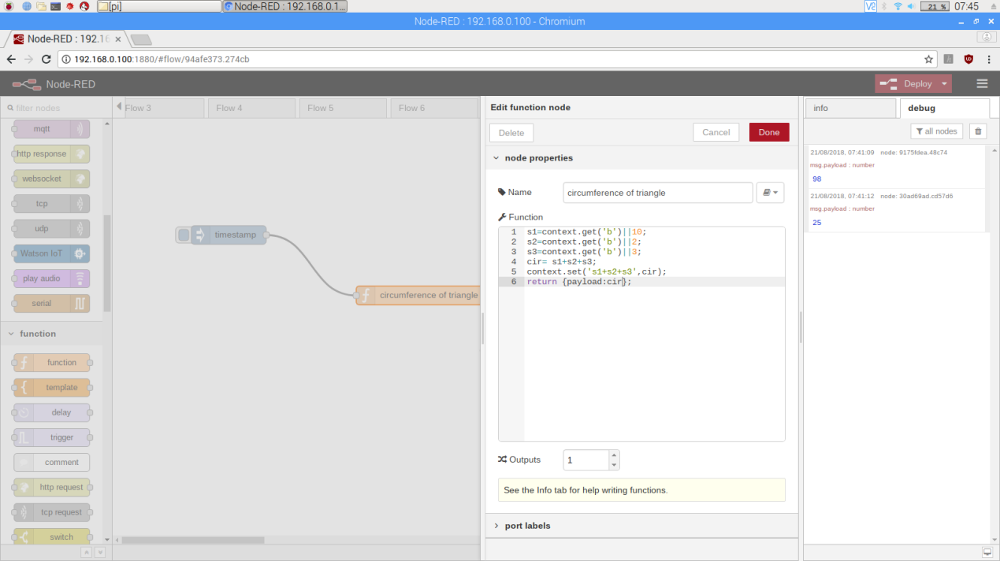 [pi]
Node-RED : 192.168.0.1...
21 %
07:45
Node-RED : 192.168.0.100 - Chromium
Node-RED : 192.16
192.168.0.100:1880/#flow/94afe373.274cb
Node-RED
Deploy
filter nodes
Flow 3
Flow 4
Flow 5
Flow 6
mqtt
http response
websocket
tcp
udp
Watson IoT
play audio
serial
function
function
template
delay
trigger
comment
http request
tcp request
switch
timestamp
circumference of triangle
Edit function node
Delete
Cancel
Done
node properties
Name
circumference of triangle
Function
1 s1=context.get('b')||10;
2 s2=context.get('b')||2;
3 s3=context.get('b')||3;
4 cir= s1+s2+s3;
5 context.set('s1+s2+s3',cir);
6 return {payload:cir};
Outputs
1
See the Info tab for help writing functions.
port labels
info
debug
all nodes
21/08/2018, 07:41:09 node: 9175fdea.48c74
msg.payload : number
98
21/08/2018, 07:41:12 node: 30ad69ad.cd57d6
msg.payload : number
25